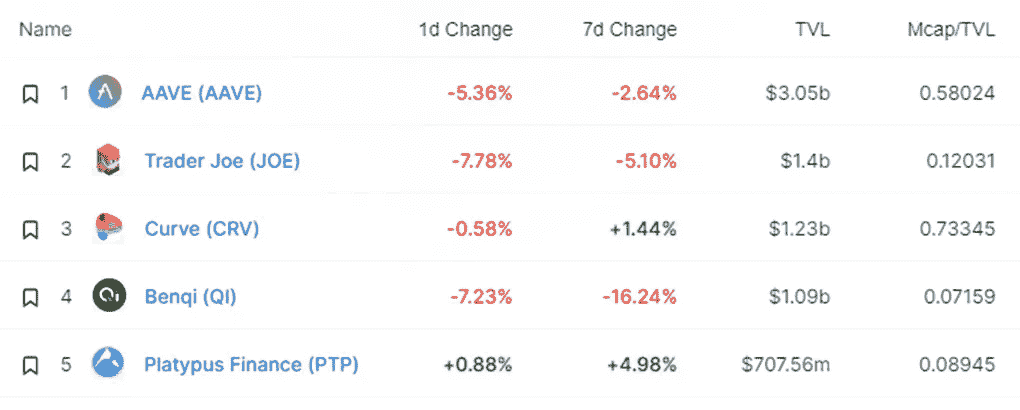 Name 1d Change 7d Change TVL Mcap/TVL
1 AAVE (AAVE) -5.36% -2.64% $3.05b 0.58024
2 Trader Joe (JOE) -7.78% -5.10% $1.4b 0.12031
3 Curve (CRV) -0.58% +1.44% $1.23b 0.73345
4 Benqi (QI) -7.23% -16.24% $1.09b 0.07159
5 Platypus Finance (PTP) +0.88% +4.98% $707.56m 0.08945